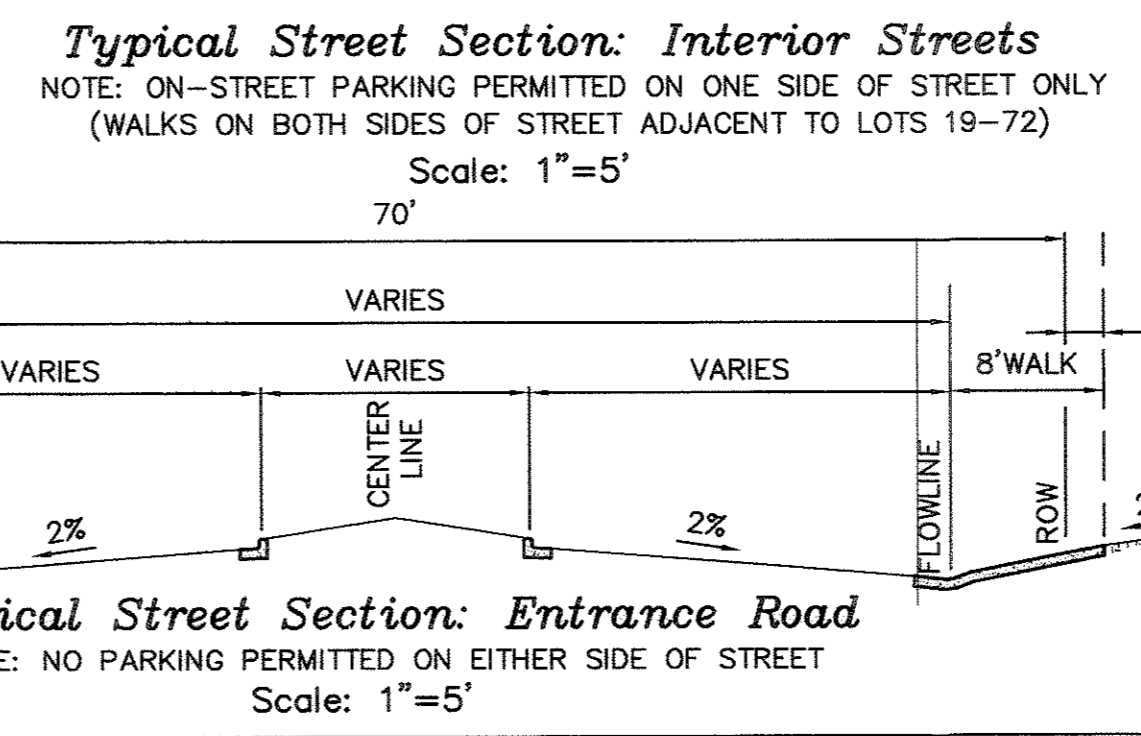 Typical Street Section: Interior Streets
NOTE: ON-STREET PARKING PERMITTED ON ONE SIDE OF STREET ONLY
(WALKS ON BOTH SIDES OF STREET ADJACENT TO LOTS 19-72)
Scale: 1"=5'
70'
VARIES
VARIES VARIES VARIES 8'WALK
CENTER
LINE
FLOWLINE
ROW
2% 2%
Street Section: Entrance Road
NO PARKING PERMITTED ON EITHER SIDE OF STREET
Scale: 1"=5'